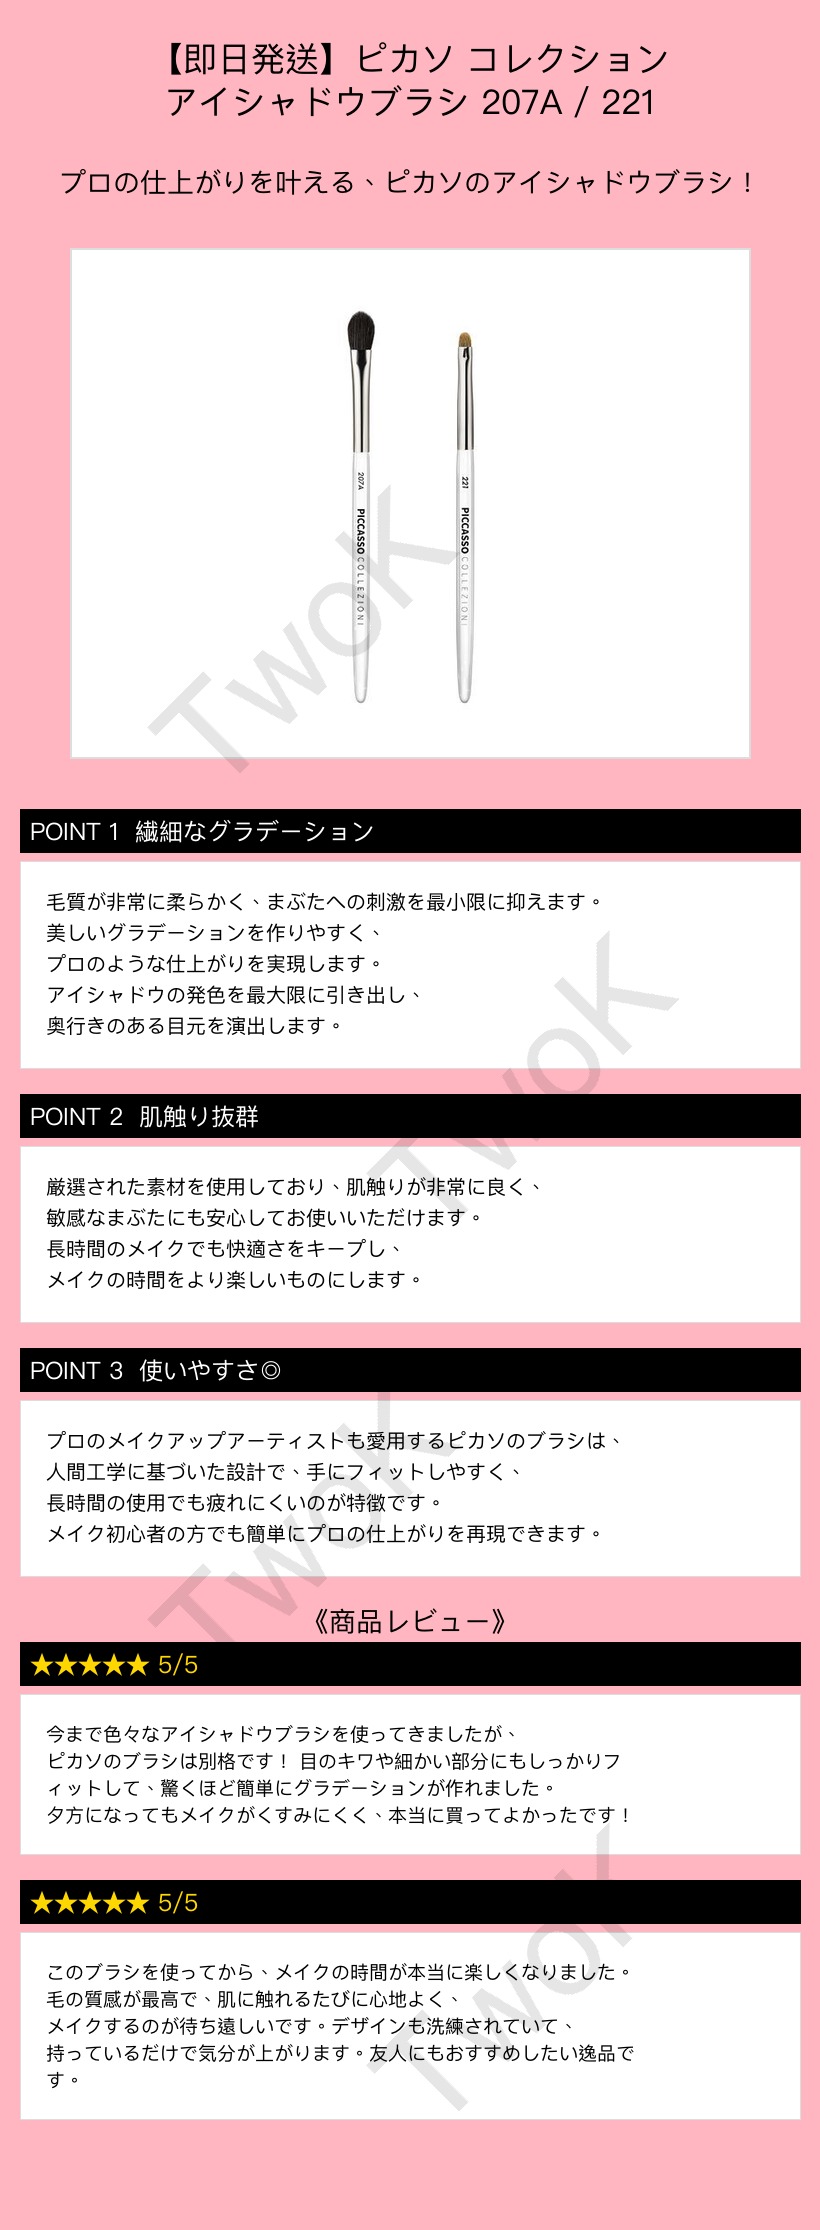 【即日発送】ピカソ コレクション
アイシャドウブラシ 207A / 221
プロの仕上がりを叶える、ピカソのアイシャドウブラシ！
207A PICCASSO COLLEZIONI
221 PICCASSO COLLEZIONI
TwoK
POINT 1 繊細なグラデーション
毛質が非常に柔らかく、まぶたへの刺激を最小限に抑えます。
美しいグラデーションを作りやすく、
プロのような仕上がりを実現します。
アイシャドウの発色を最大限に引き出し、
奥行きのある目元を演出します。
TwoK
POINT 2 肌触り抜群
厳選された素材を使用しており、肌触りが非常に良く、
敏感なまぶたにも安心してお使いいただけます。
長時間のメイクでも快適さをキープし、
メイクの時間をより楽しいものにします。
POINT 3 使いやすさ◎
プロのメイクアップアーティストも愛用するピカソのブラシは、
人間工学に基づいた設計で、手にフィットしやすく、
長時間の使用でも疲れにくいのが特徴です。
メイク初心者の方でも簡単にプロの仕上がりを再現できます。
TwoK
《商品レビュー》
★★★★★ 5/5
今まで色々なアイシャドウブラシを使ってきましたが、
ピカソのブラシは別格です！ 目のキワや細かい部分にもしっかりフ
ィットして、驚くほど簡単にグラデーションが作れました。
夕方になってもメイクがくすみにくく、本当に買ってよかったです！
★★★★★ 5/5
このブラシを使ってから、メイクの時間が本当に楽しくなりました。
毛の質感が最高で、肌に触れるたびに心地よく、
メイクするのが待ち遠しいです。デザインも洗練されていて、
持っているだけで気分が上がります。友人にもおすすめしたい逸品で
す。
TwoK